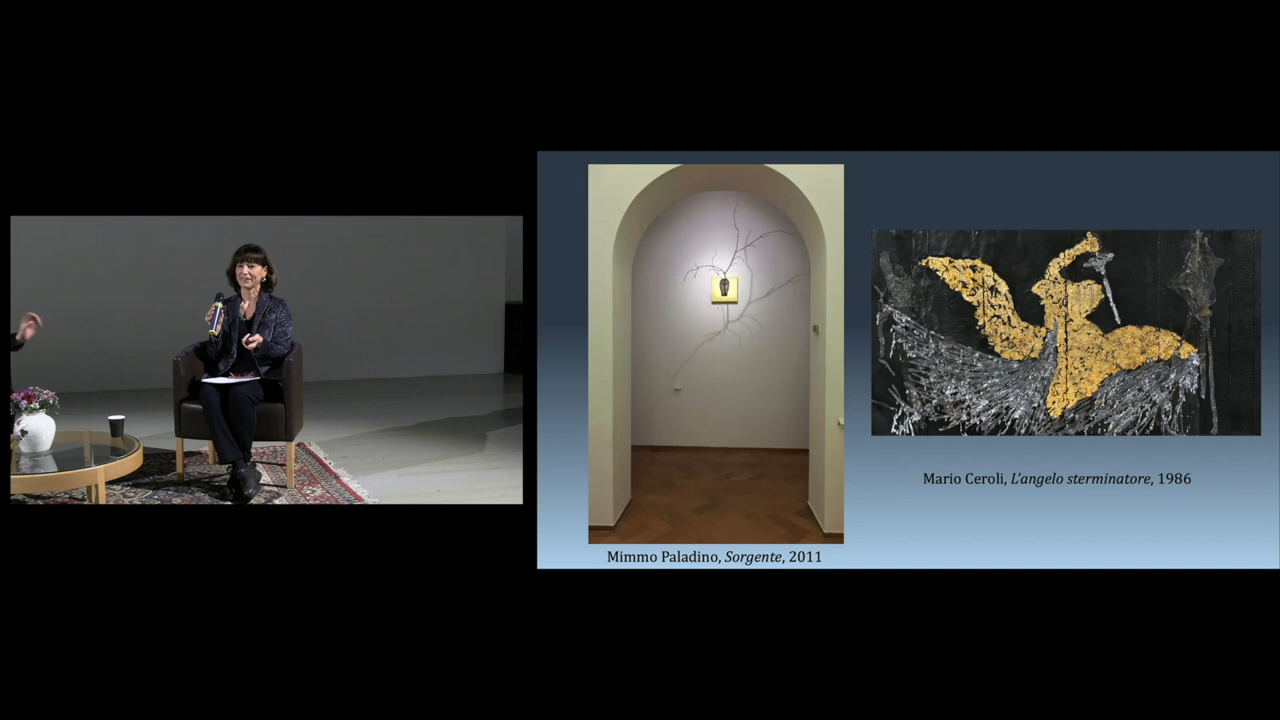 Mimmo Paladino, Sorgente, 2011
Mario Ceroli, L'angelo sterminatore, 1986